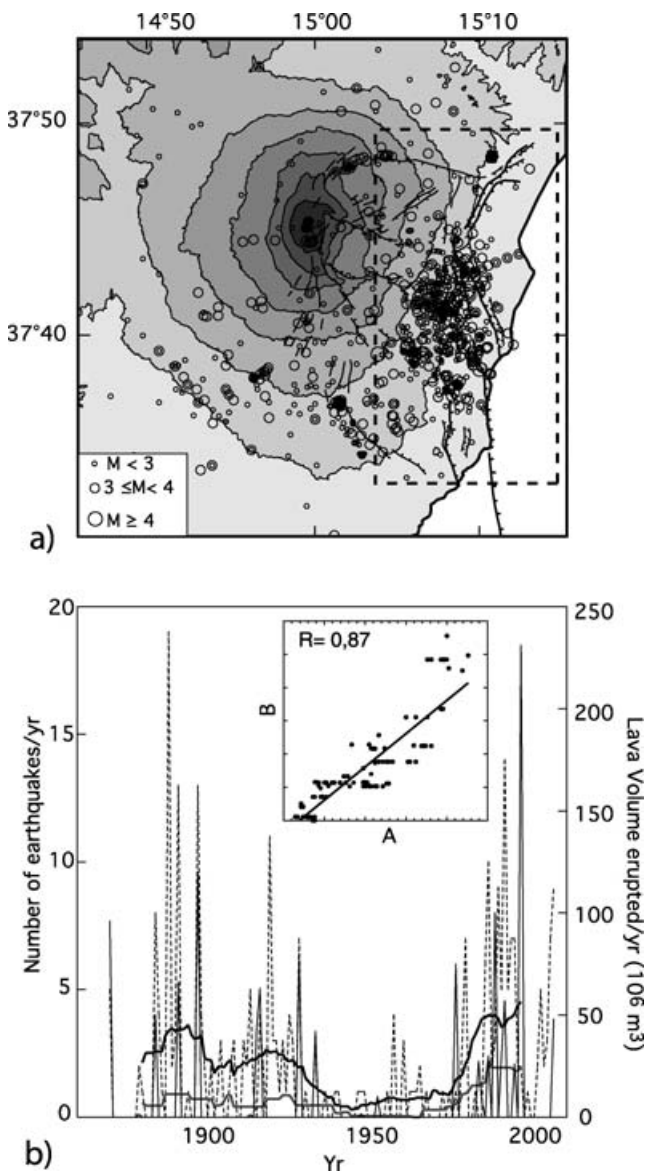 14°50 15°00 15°10
37°50
37°40
M < 3
3 ≤M< 4
M ≥ 4
a)
20 250
R= 0,87
200
15
B
150
A
10
100
5
50
0 0
1900 1950 2000
Number of earthquakes/yr
Lava Volume erupted/yr (106 m3)
Yr
b)